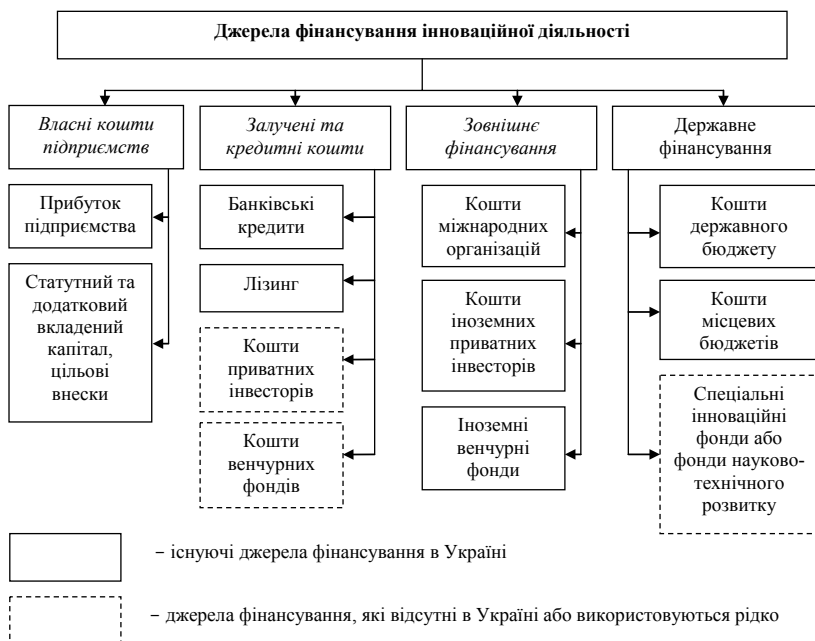 Джерела фінансування інноваційної діяльності
Власні кошти
підприємств
Прибуток
підприємства
Статутний та
додатковий
вкладений
капітал,
цільові
внески
Залучені та
кредитні кошти
Банківські
кредити
Лізинг
Кошти
приватних
інвесторів
Кошти
венчурних
фондів
Зовнішнє
фінансування
Кошти
міжнародних
організацій
Кошти
іноземних
приватних
інвесторів
Іноземні
венчурні
фонди
Державне
фінансування
Кошти
державного
бюджету
Кошти
місцевих
бюджетів
Спеціальні
інноваційні
фонди або
фонди науково-
технічного
розвитку
– існуючі джерела фінансування в Україні
– джерела фінансування, які відсутні в Україні або використовуються рідко